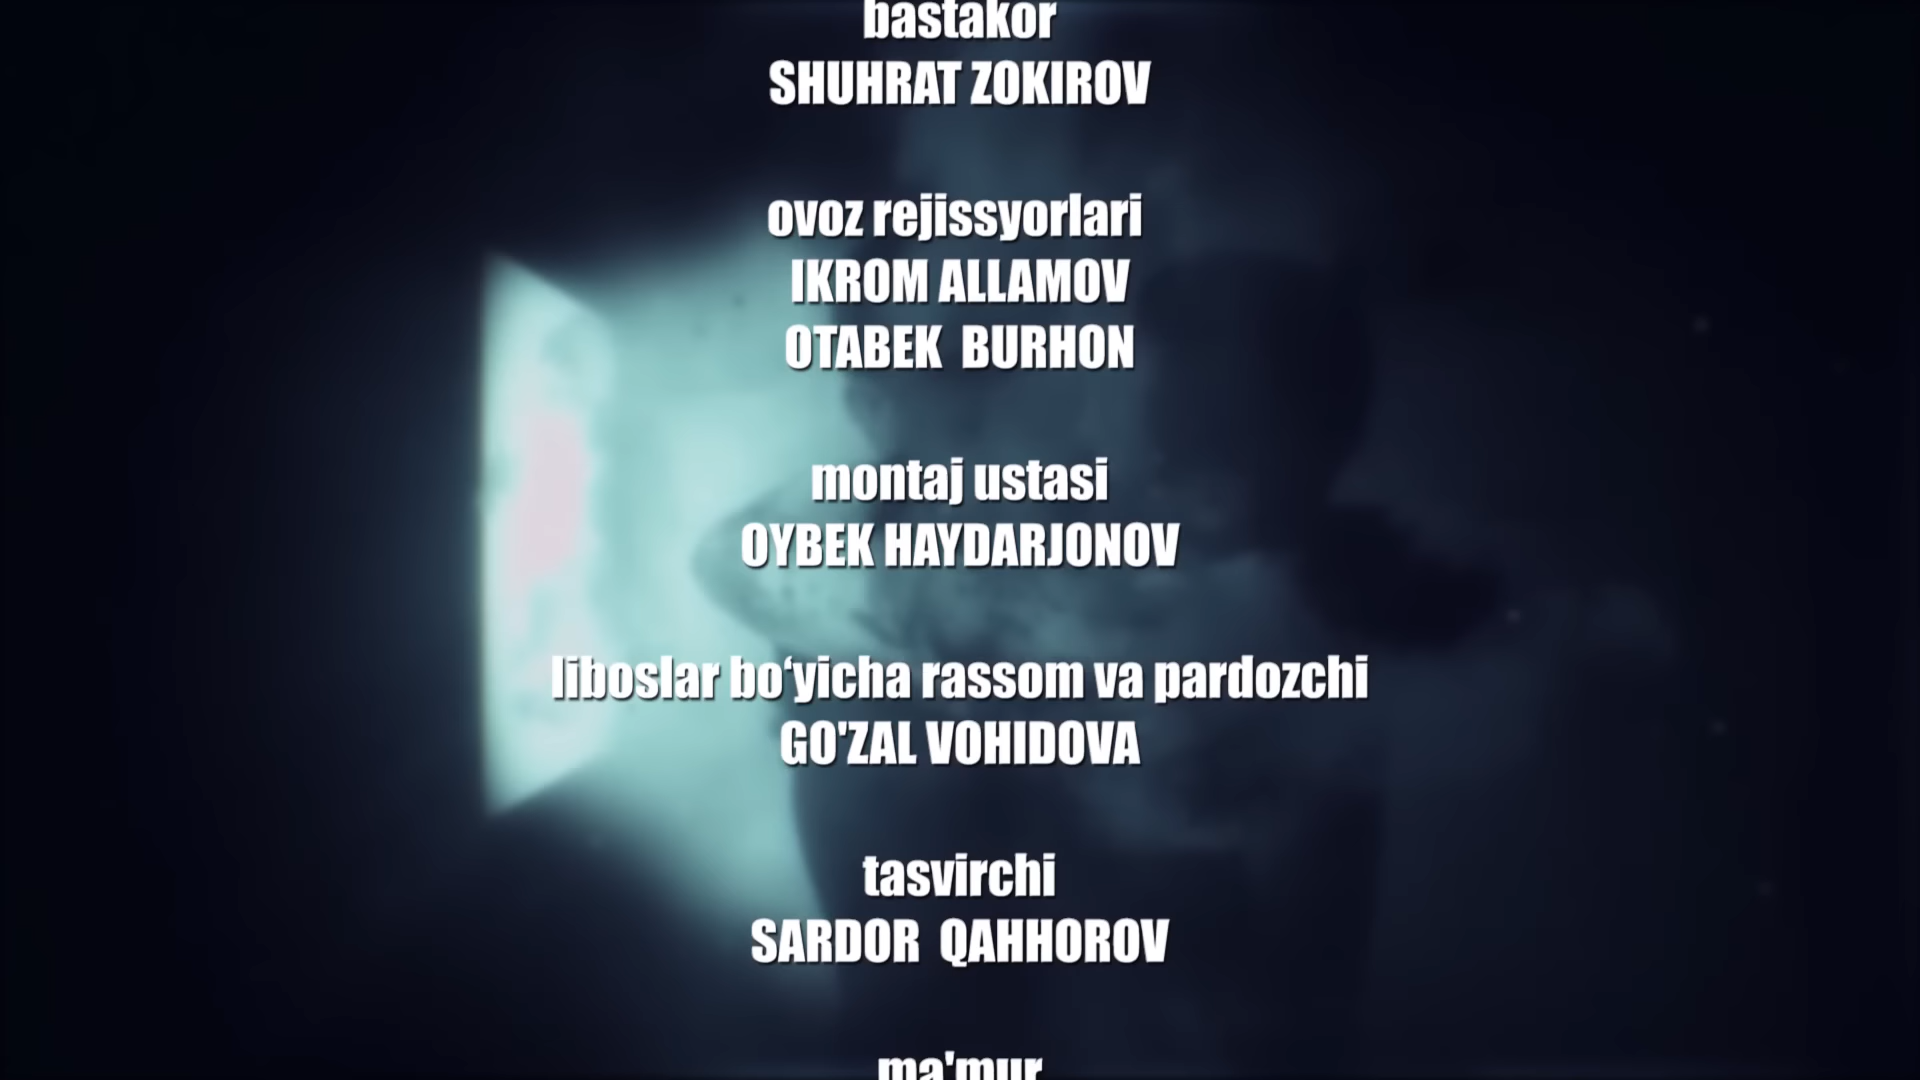 bastakor
SHUHRAT ZOKIROV
ovoz rejissyorlari
IKROM ALLAMOV
OTABEK BURHON
montaj ustasi
OYBEK HAYDARJONOV
liboslar bo‘yicha rassom va pardozchi
GO'ZAL VOHIDOVA
tasvirchi
SARDOR QAHHOROV
ma'mur